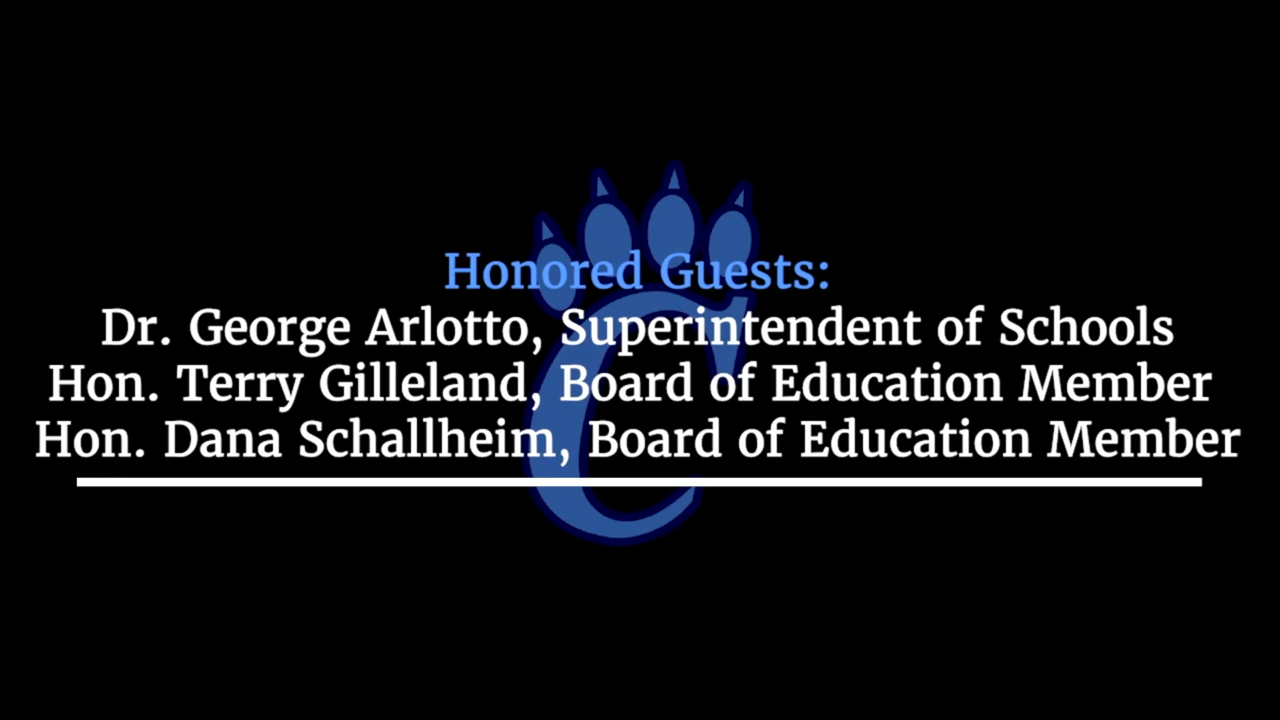 Honored Guests:
Dr. George Arlotto, Superintendent of Schools
Hon. Terry Gilleland, Board of Education Member
Hon. Dana Schallheim, Board of Education Member
C